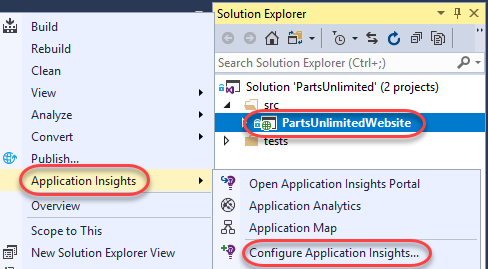 Build
Rebuild
Clean
View
Analyze
Convert
Publish...
Application Insights
Overview
Scope to This
New Solution Explorer View
Solution Explorer
Search Solution Explorer (Ctrl+;)
Solution 'PartsUnlimited' (2 projects)
src
PartsUnlimitedWebsite
tests
Open Application Insights Portal
Application Analytics
Application Map
Configure Application Insights...